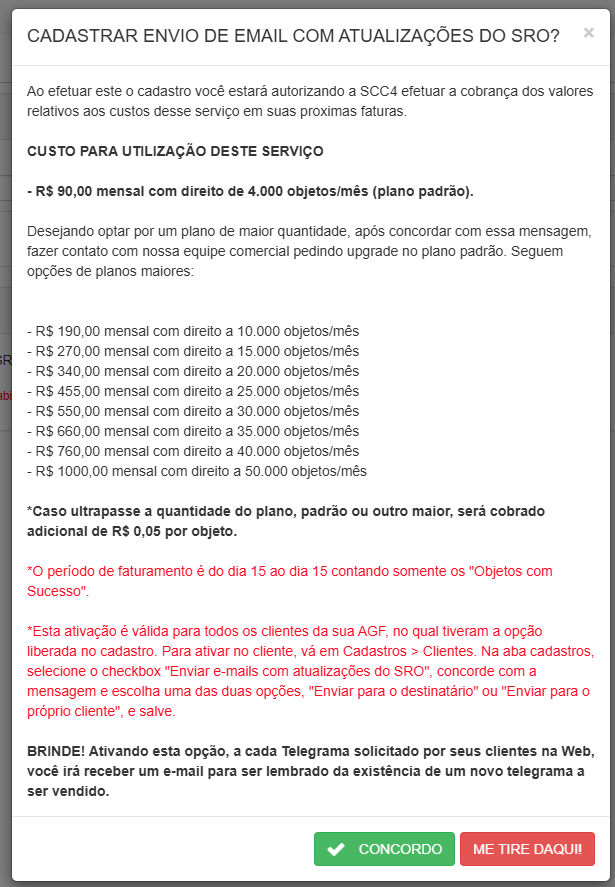 CADASTRAR ENVIO DE EMAIL COM ATUALIZAÇÕES DO SRO?
×
Ao efetuar este o cadastro você estará autorizando a SCC4 efetuar a cobrança dos valores
relativos aos custos desse serviço em suas proximas faturas.
CUSTO PARA UTILIZAÇÃO DESTE SERVIÇO
- R$ 90,00 mensal com direito de 4.000 objetos/mês (plano padrão).
Desejando optar por um plano de maior quantidade, após concordar com essa mensagem,
fazer contato com nossa equipe comercial pedindo upgrade no plano padrão. Seguem
opções de planos maiores:
- R$ 190,00 mensal com direito a 10.000 objetos/mês
- R$ 270,00 mensal com direito a 15.000 objetos/mês
- R$ 340,00 mensal com direito a 20.000 objetos/mês
- R$ 455,00 mensal com direito a 25.000 objetos/mês
- R$ 550,00 mensal com direito a 30.000 objetos/mês
- R$ 660,00 mensal com direito a 35.000 objetos/mês
- R$ 760,00 mensal com direito a 40.000 objetos/mês
- R$ 1000,00 mensal com direito a 50.000 objetos/mês
*Caso ultrapasse a quantidade do plano, padrão ou outro maior, será cobrado
adicional de R$ 0,05 por objeto.
*O período de faturamento é do dia 15 ao dia 15 contando somente os "Objetos com
Sucesso".
*Esta ativação é válida para todos os clientes da sua AGF, no qual tiveram a opção
liberada no cadastro. Para ativar no cliente, vá em Cadastros > Clientes. Na aba cadastros,
selecione o checkbox "Enviar e-mails com atualizações do SRO", concorde com a
mensagem e escolha uma das duas opções, "Enviar para o destinatário" ou "Enviar para o
próprio cliente", e salve.
BRINDE! Ativando esta opção, a cada Telegrama solicitado por seus clientes na Web,
você irá receber um e-mail para ser lembrado da existência de um novo telegrama a
ser vendido.
CONCORDO
ME TIRE DAQUI!